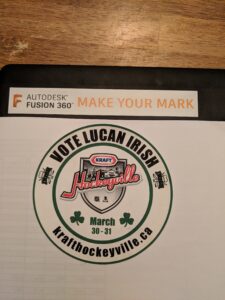 AUTODESK®
FUSION 360®
MAKE YOUR MARK
VOTE LUCAN IRISH
KRAFT
Hockeyville
March
30 - 31
krafthockeyville.ca